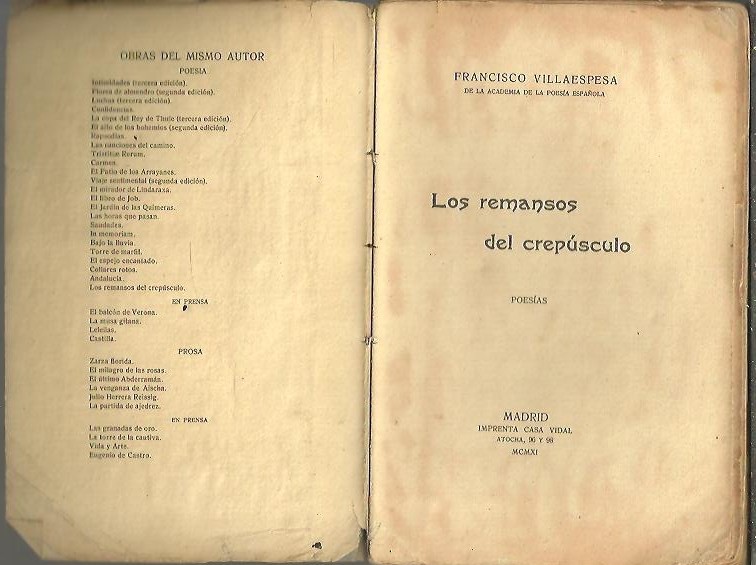 OBRAS DEL MISMO AUTOR
POESIA
Intimidades (tercera edición).
Flores de almendro (segunda edición).
Luchas (tercera edición).
Confidencias.
La copa del Rey de Thule (tercera edición).
El alto de los bohemios (segunda edición).
Rapsodias.
Las canciones del camino.
Tristitiæ Rerum.
Carmen.
El Patio de los Arrayanes.
Viaje sentimental (segunda edición).
El mirador de Lindaraxa.
El libro de Job.
El Jardín de las Quimeras.
Las horas que pasan.
Saudades.
In memoriam.
Bajo la lluvia.
Torre de marfil.
El espejo encantado.
Collares rotos.
Andalucía.
Los remansos del crepúsculo.
EN PRENSA
El balcón de Verona.
La musa gitana.
Leleilas.
Castilla.
PROSA
Zarza florida.
El milagro de las rosas.
El último Abderramán.
La venganza de Aischa.
Julio Herrera Reissig.
La partida de ajedrez.
EN PRENSA
Las granadas de oro.
La torre de la cautiva.
Vida y Arte.
Eugenio de Castro.
FRANCISCO VILLAESPESA
DE LA ACADEMIA DE LA POESÍA ESPAÑOLA
Los remansos
del crepúsculo
POESÍAS
MADRID
IMPRENTA CASA VIDAL
ATOCHA, 96 Y 98
MCMXI